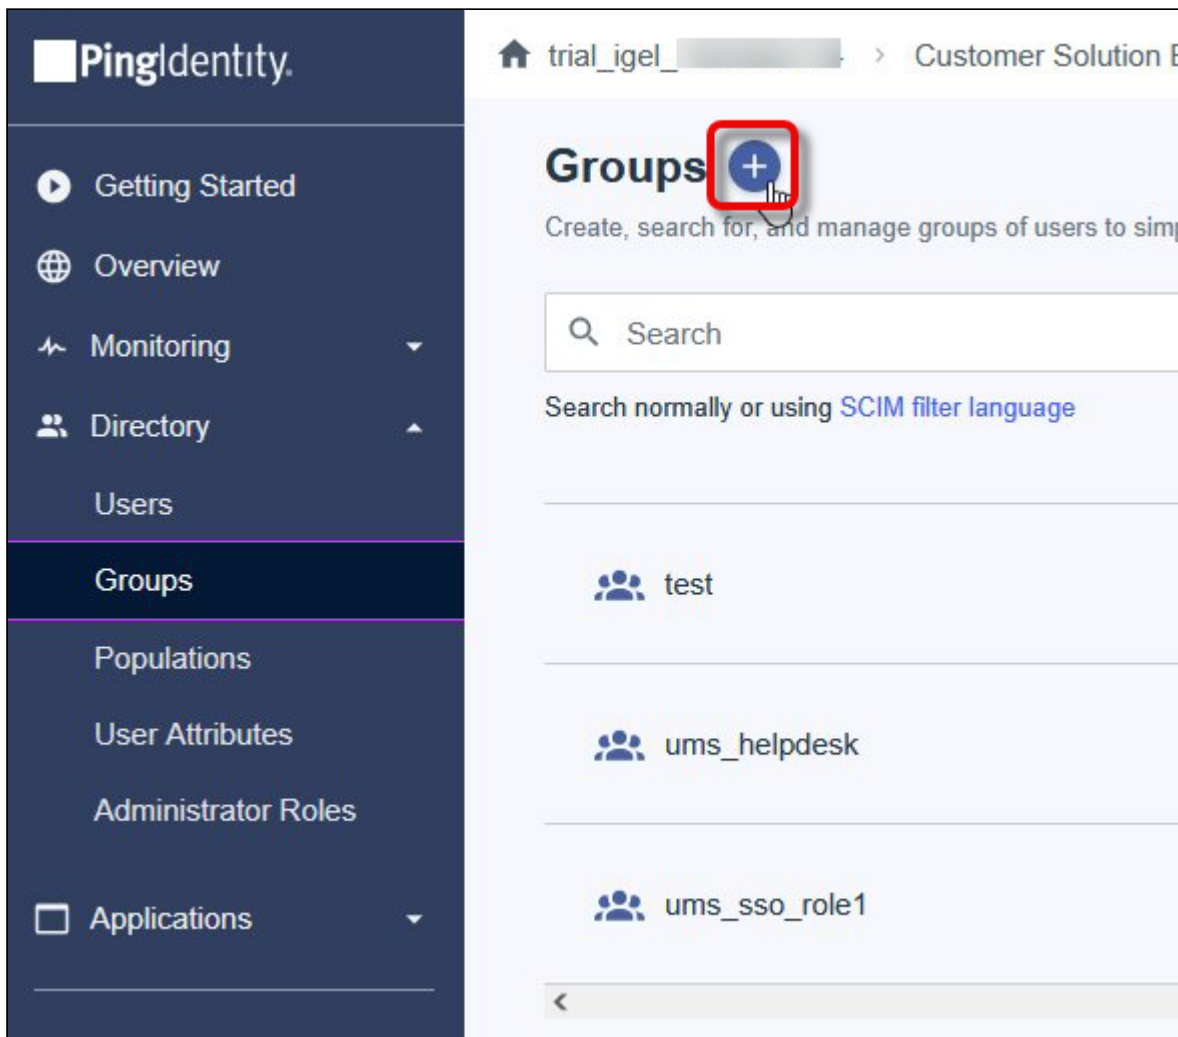 PingIdentity.
Getting Started
Overview
Monitoring
Directory
Users
Groups
Populations
User Attributes
Administrator Roles
Applications
trial_igel_ > Customer Solution
Groups +
Create, search for, and manage groups of users to
Search
Search normally or using SCIM filter language
test
ums_helpdesk
ums_sso_role1